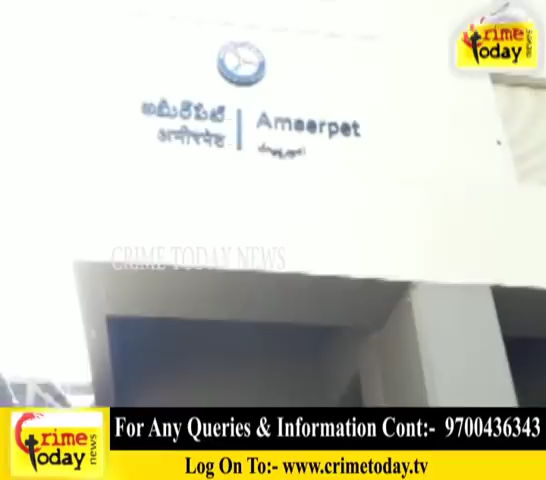 Crime
Today
news
అమీర్‌పేట్
अमीरपेट
Ameerpet
CRIME TODAY NEWS
Crime
Today
news
For Any Queries & Information Cont:- 9700436343
Log On To:- www.crimetoday.tv